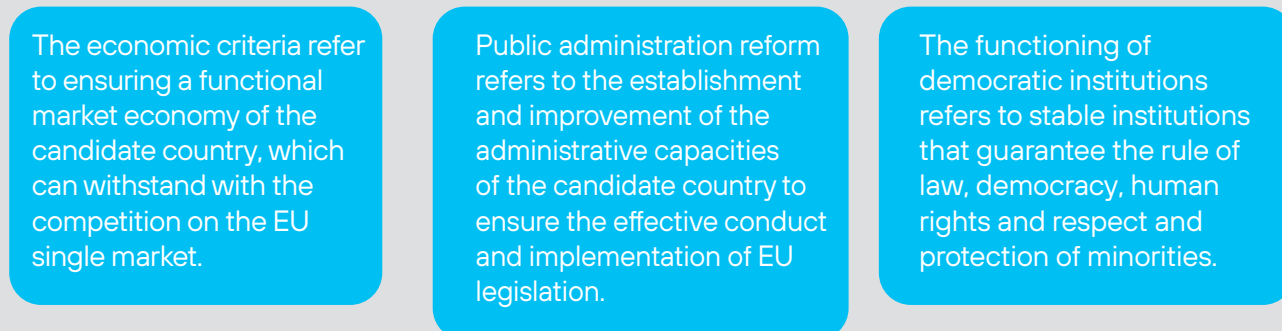 The economic criteria refer
to ensuring a functional
market economy of the
candidate country, which
can withstand with the
competition on the EU
single market.
Public administration reform
refers to the establishment
and improvement of the
administrative capacities
of the candidate country to
ensure the effective conduct
and implementation of EU
legislation.
The functioning of
democratic institutions
refers to stable institutions
that guarantee the rule of
law, democracy, human
rights and respect and
protection of minorities.